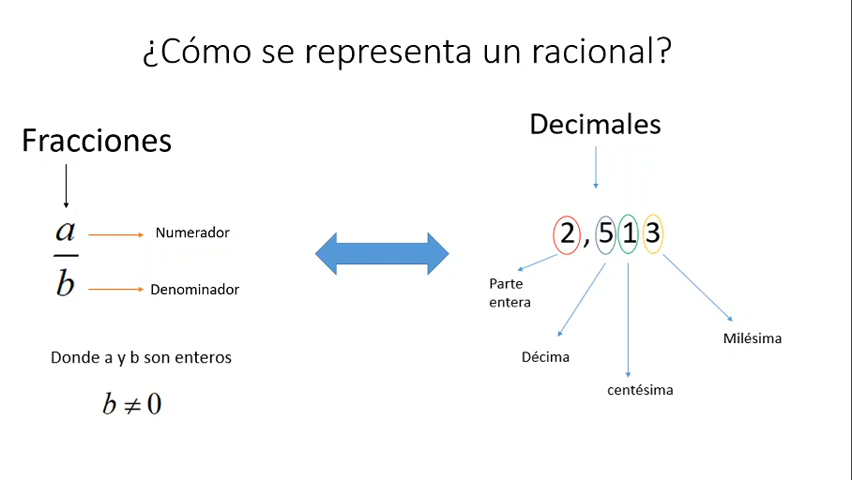 ¿Cómo se representa un racional?
Fracciones
a
b
Numerador
Denominador
Donde a y b son enteros
b ≠ 0
Decimales
2,513
Parte
entera
Décima
centésima
Milésima